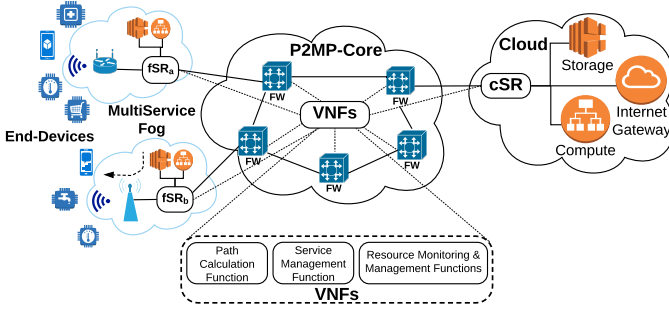 P2MP-Core
Cloud
fSRa
Storage
FW
FW
cSR
MultiService
Fog
VNFs
Internet
Gateway
End-Devices
FW
FW
FW
Compute
fSRb
Path
Calculation
Function
Service
Management
Function
Resource Monitoring &
Management Functions
VNFs